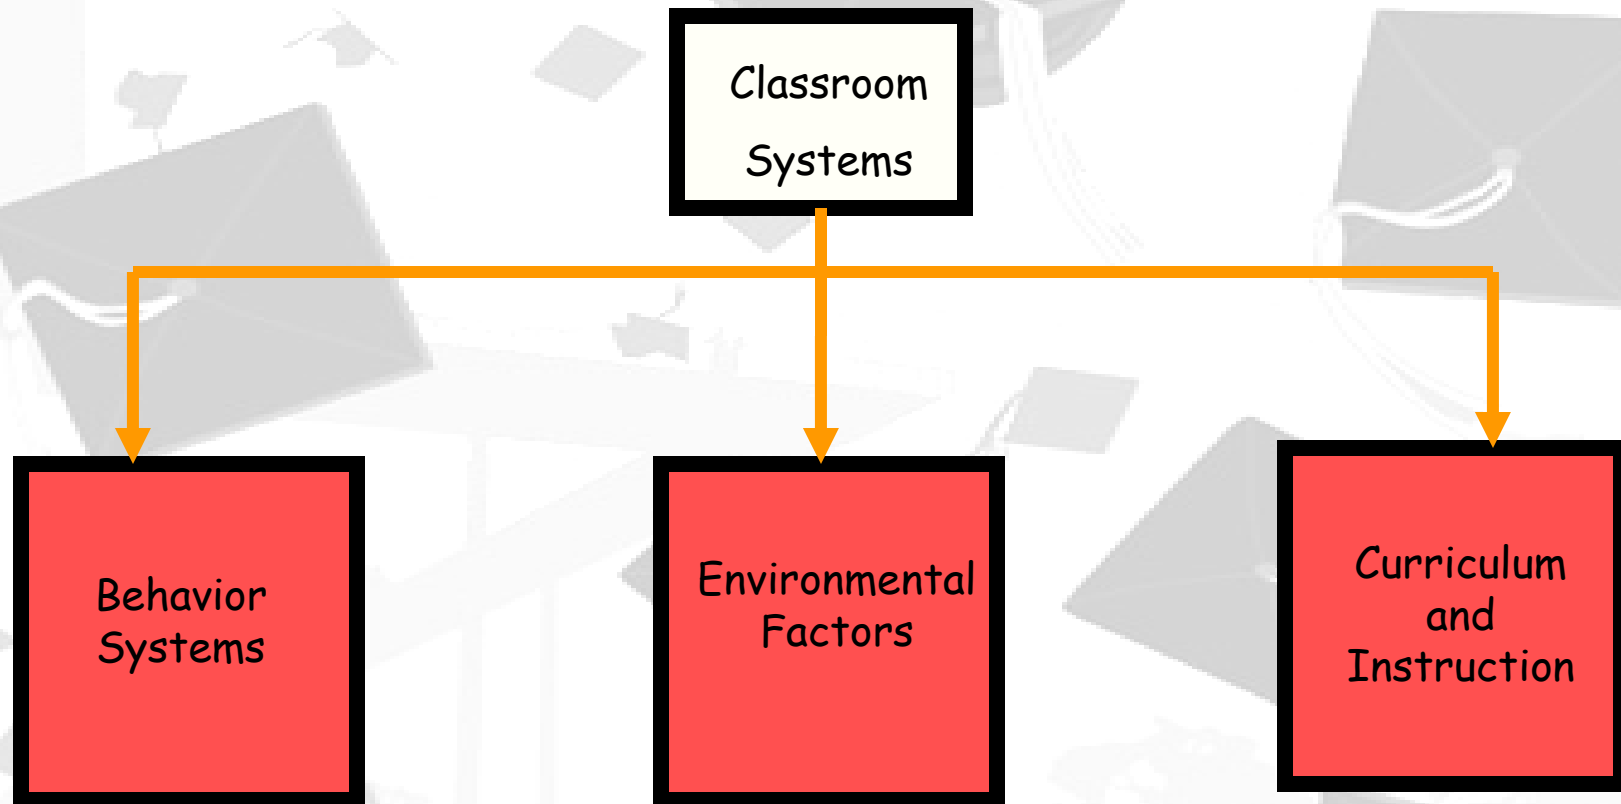 Classroom
Systems
Behavior
Systems
Environmental
Factors
Curriculum
and
Instruction